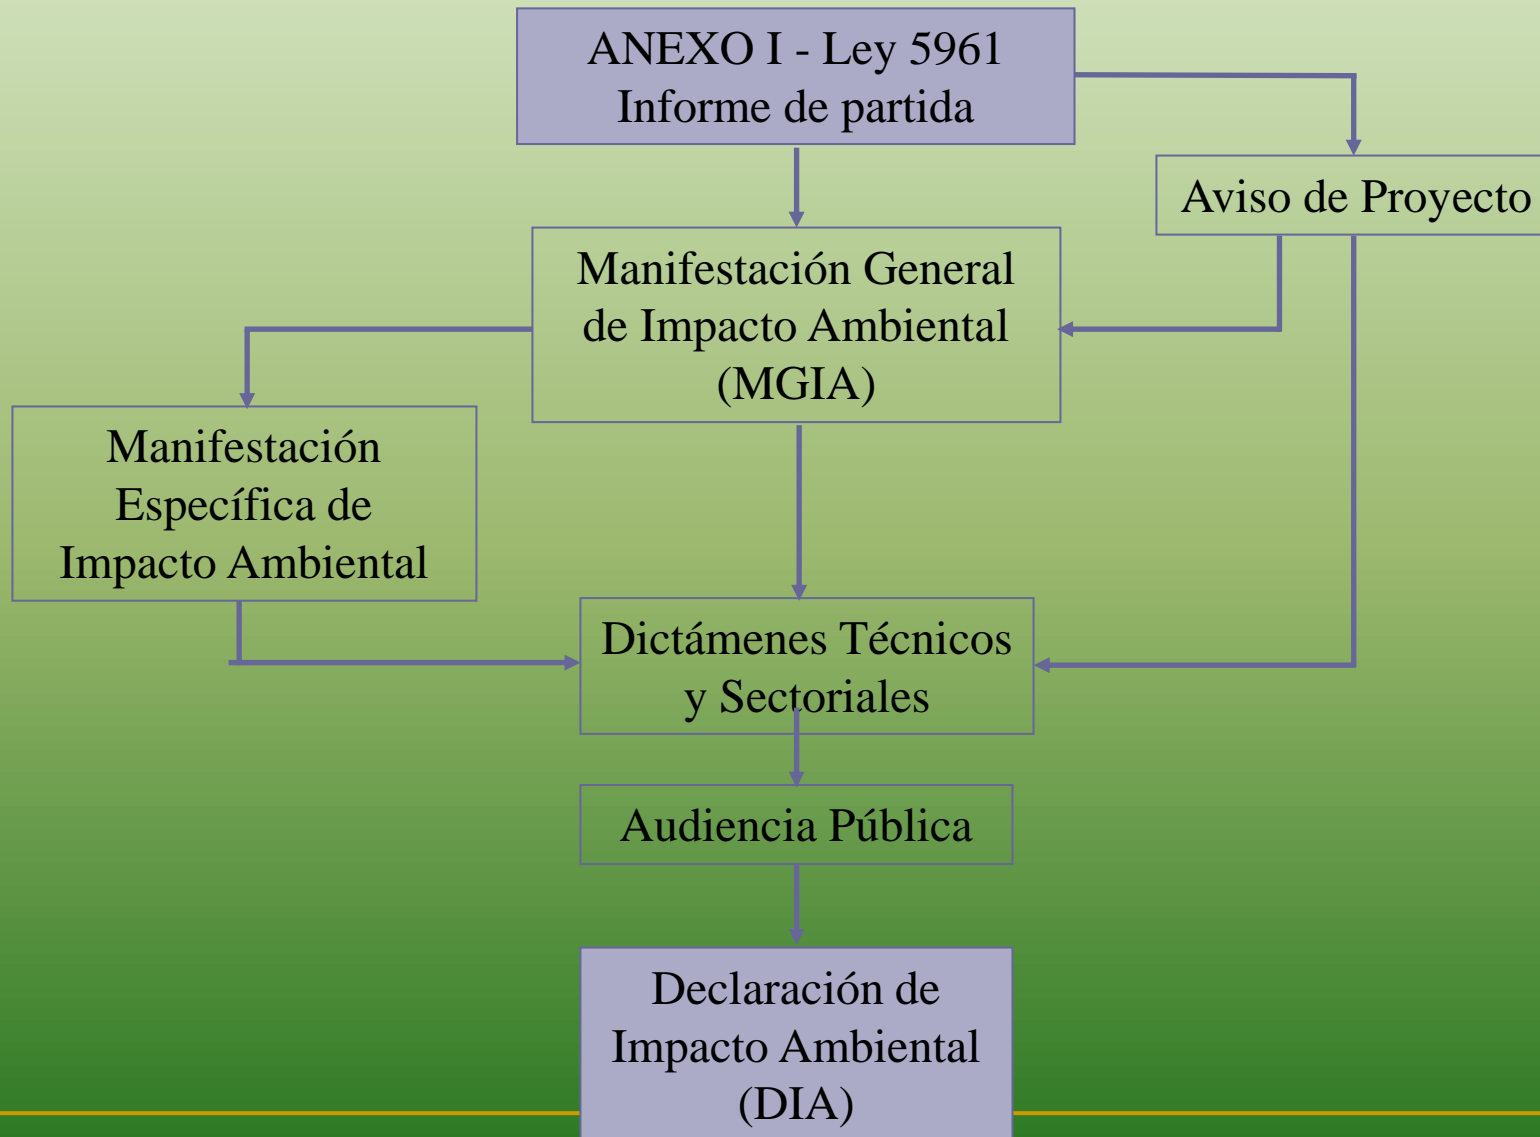 ANEXO I - Ley 5961
Informe de partida
Aviso de Proyecto
Manifestación General
de Impacto Ambiental
(MGIA)
Manifestación
Específica de
Impacto Ambiental
Dictámenes Técnicos
y Sectoriales
Audiencia Pública
Declaración de
Impacto Ambiental
(DIA)